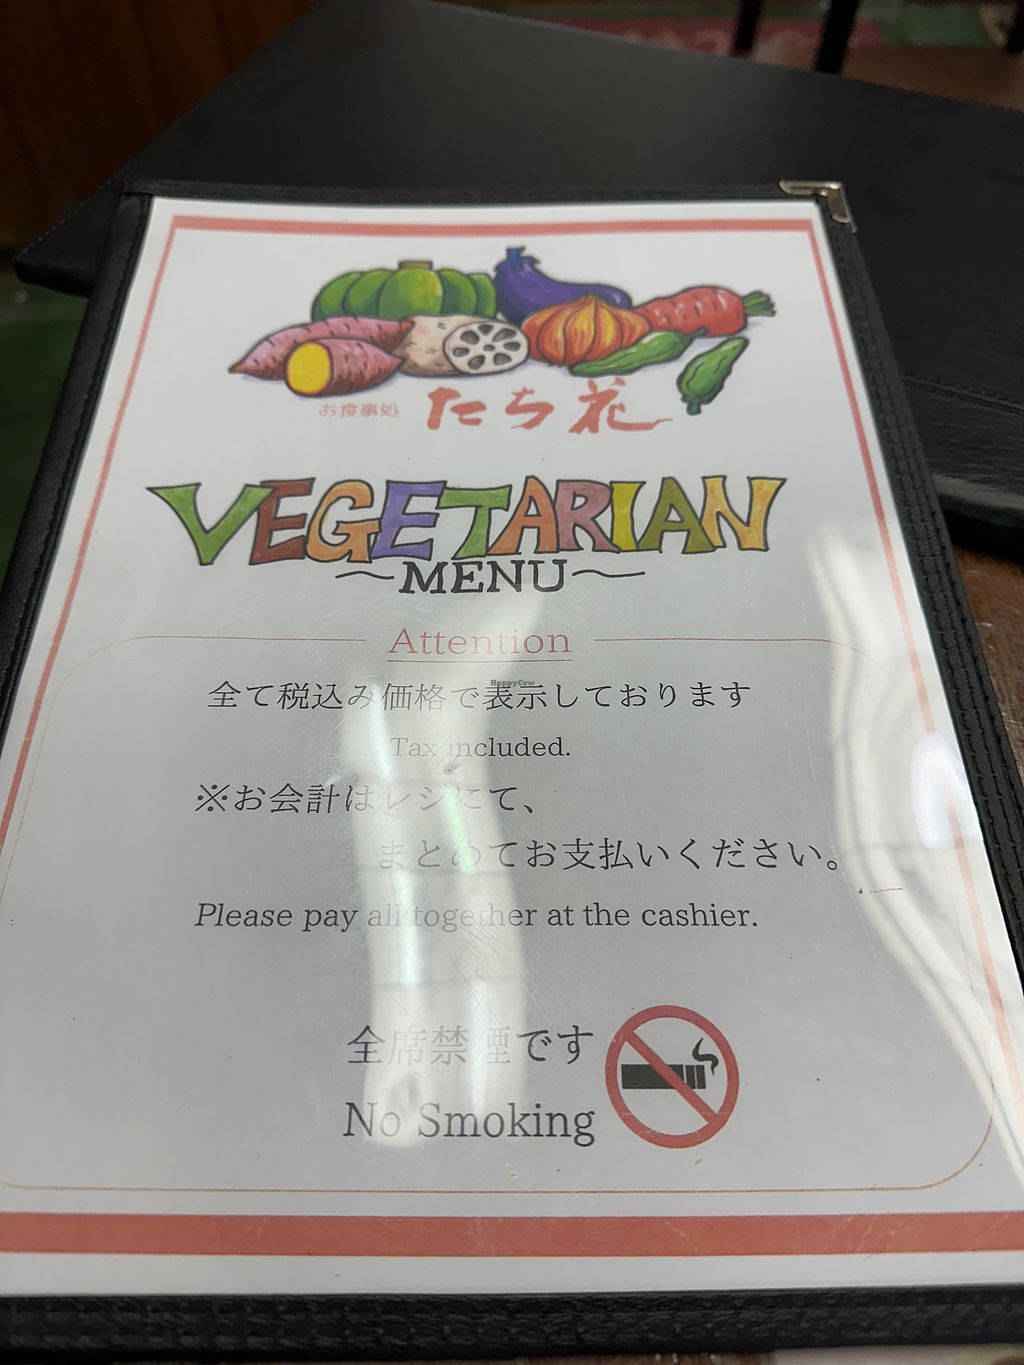 お食事処 たち花
VEGETARIAN
~MENU~
Attention
全て税込み価格で表示しております
HappyCow
Tax included.
※お会計はレジにて、
まとめてお支払いください。
Please pay all together at the cashier.
全席禁煙です
No Smoking